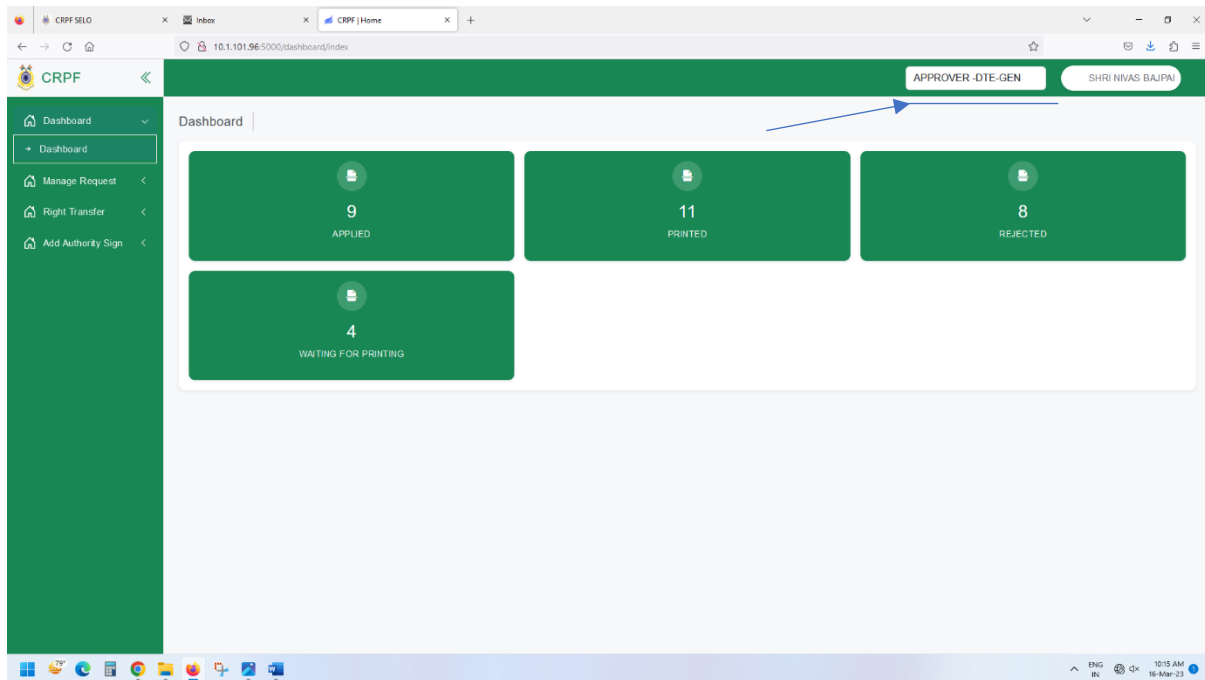 CRPF SELO
Inbox
CRPF | Home
10.1.101.96:5000/dashboard/index
CRPF
APPROVER -DTE-GEN
SHRI NIVAS BAJPAI
Dashboard
Dashboard
Manage Request
Right Transfer
Add Authority Sign
Dashboard
9
APPLIED
11
PRINTED
8
REJECTED
4
WAITING FOR PRINTING
79°
ENG
IN
10:15 AM
16-Mar-23
1